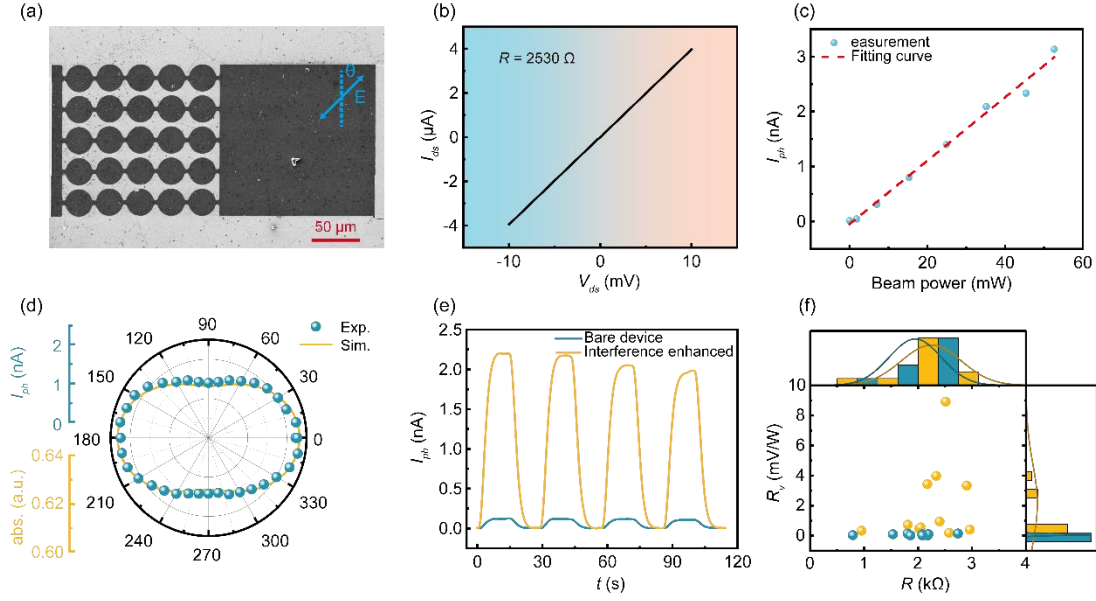 (a)
θ
E
50 μm
(b)
R = 2530 Ω
4
2
0
-2
-4
I_ds (μA)
-10
0
10
V_ds (mV)
(c)
easurement
Fitting curve
3
2
1
0
I_ph (nA)
0
20
40
60
Beam power (mW)
(d)
2
1
0
I_ph (nA)
0.64
0.62
0.60
abs. (a.u.)
Exp.
Sim.
90
60
30
0
330
300
270
240
210
180
150
120
(e)
Bare device
Interference enhanced
2.5
2.0
1.5
1.0
0.5
0.0
I_ph (nA)
0
30
60
90
120
t (s)
(f)
10
8
6
4
2
0
R_v (mV/W)
0
1
2
3
4
R (kΩ)